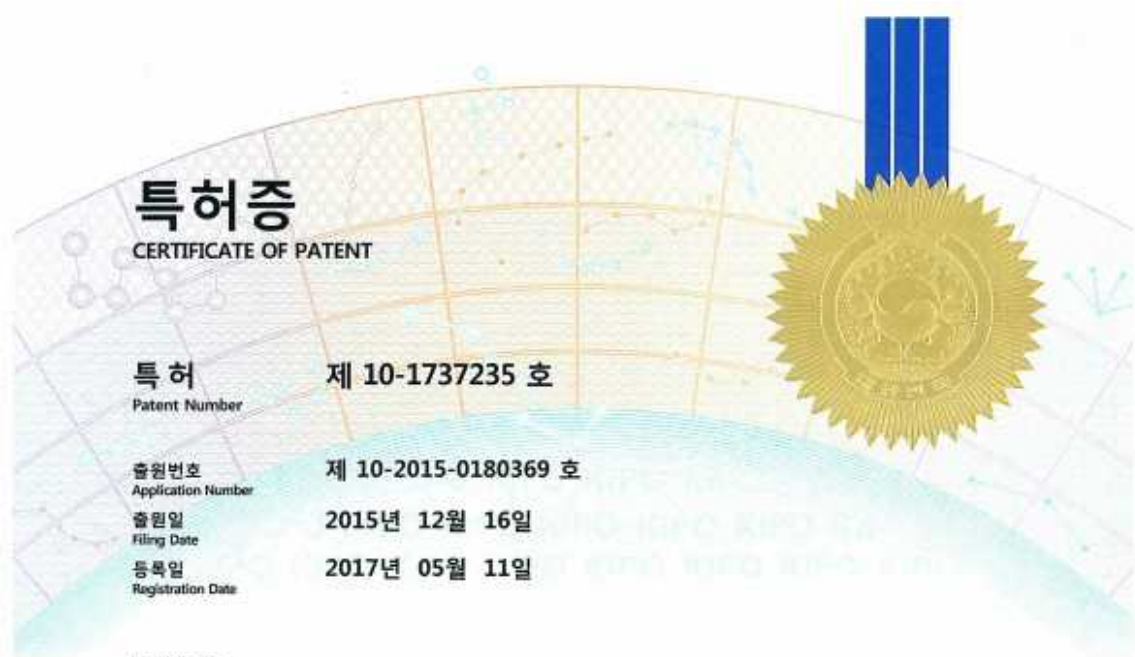 특허증
CERTIFICATE OF PATENT
특 허 제 10-1737235 호
Patent Number
출원번호 제 10-2015-0180369 호
Application Number
출원일 2015년 12월 16일
Filing Date
등록일 2017년 05월 11일
Registration Date